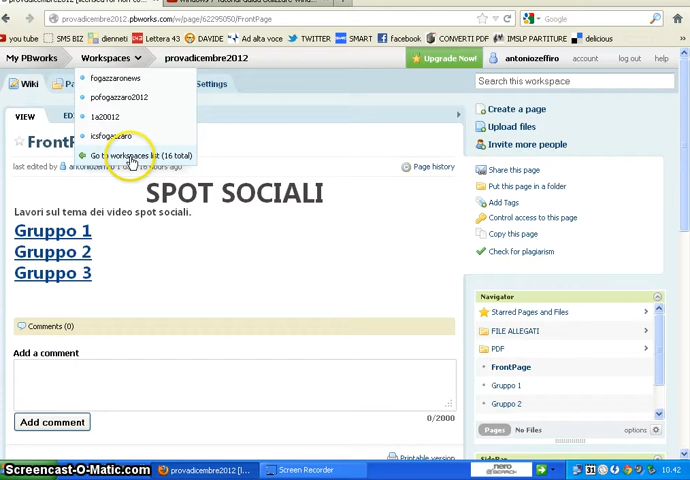 provadicembre2012.pbworks.com/w/page/62295050/FrontPage
Google
you tube SMS BIZ dienneti Lettera 43 DAVIDE Ad alta voce TWITTER SMART facebook CONVERTI PDF IMSLP PARTITURE delicious
My PBworks Workspaces provadicembre2012 Upgrade Now! antoniozeffiro account log out help
fogazzaronews
pofogazzaro2012
1a20012
icsfogazzaro
Go to workspaces list (16 total)
Wiki Settings
Search this workspace
VIEW
Create a page
Upload files
Invite more people
last edited by hours ago
Page history
Share this page
Put this page in a folder
Add Tags
Control access to this page
Copy this page
Check for plagiarism
SPOT SOCIALI
Lavori sul tema dei video spot sociali.
Gruppo 1
Gruppo 2
Gruppo 3
Comments (0)
Add a comment
0/2000
Add comment
Printable version
Navigator
Starred Pages and Files
FILE ALLEGATI
PDF
FrontPage
Gruppo 1
Gruppo 2
Pages No Files options
SideBar
Screencast-O-Matic.com
provadicembre2012 [l...
Screen Recorder
nero
SEARCH
10.42